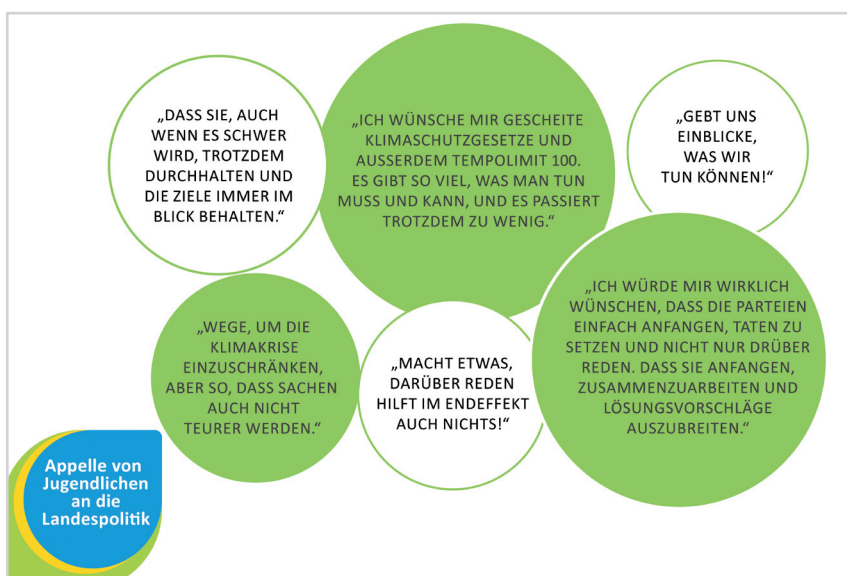 „DASS SIE, AUCH
WENN ES SCHWER
WIRD, TROTZDEM
DURCHHALTEN UND
DIE ZIELE IMMER IM
BLICK BEHALTEN.“
„ICH WÜNSCHE MIR GESCHEITE
KLIMASCHUTZGESETZE UND
AUSSERDEM TEMPOLIMIT 100.
ES GIBT SO VIEL, WAS MAN TUN
MUSS UND KANN, UND ES PASSIERT
TROTZDEM ZU WENIG.“
„GEBT UNS
EINBLICKE,
WAS WIR
TUN KÖNNEN!“
„WEGE, UM DIE
KLIMAKRISE
EINZUSCHRÄNKEN,
ABER SO, DASS SACHEN
AUCH NICHT
TEURER WERDEN.“
„MACHT ETWAS,
DARÜBER REDEN
HILFT IM ENDEFFEKT
AUCH NICHTS!“
„ICH WÜRDE MIR WIRKLICH
WÜNSCHEN, DASS DIE PARTEIEN
EINFACH ANFANGEN, TATEN ZU
SETZEN UND NICHT NUR DRÜBER
REDEN. DASS SIE ANFANGEN,
ZUSAMMENZUARBEITEN UND
LÖSUNGSVORSCHLÄGE
AUSZUBREITEN.“
Appelle von
Jugendlichen
an die
Landespolitik